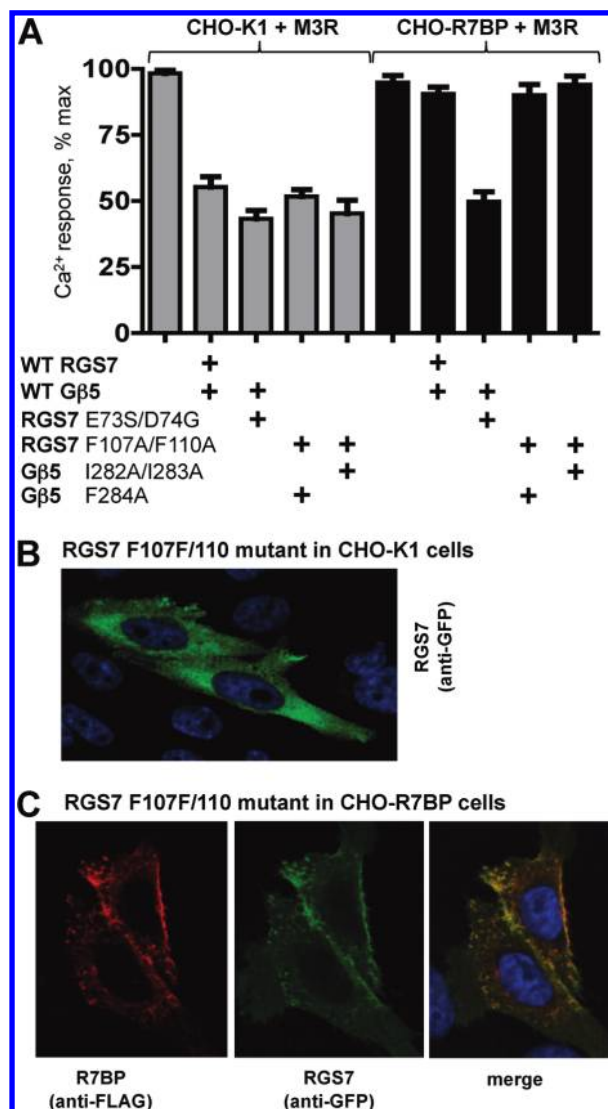 A
CHO-K1 + M3R CHO-R7BP + M3R
Ca²⁺ response, % max
100
75
50
25
0
WT RGS7 + +
WT Gβ5 + + + +
RGS7 E73S/D74G + +
RGS7 F107A/F110A + + + +
Gβ5 I282A/I283A + +
Gβ5 F284A + +
B RGS7 F107F/110 mutant in CHO-K1 cells
RGS7
(anti-GFP)
C RGS7 F107F/110 mutant in CHO-R7BP cells
R7BP RGS7 merge
(anti-FLAG) (anti-GFP)